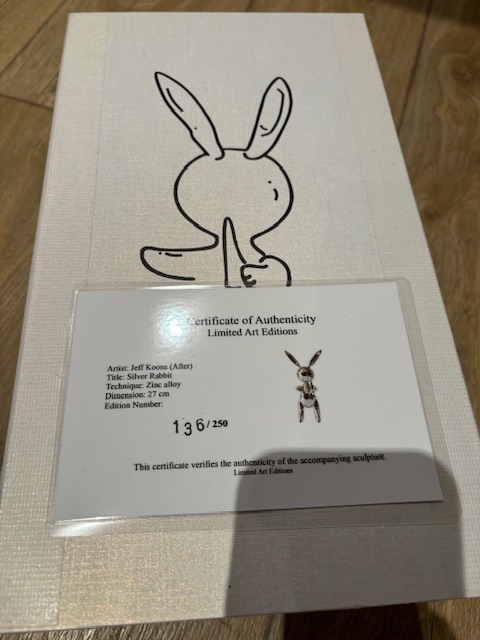 Certificate of Authenticity
Limited Art Editions
Artist: Jeff Koons (After)
Title: Silver Rabbit
Technique: Zinc alloy
Dimension: 27 cm
Edition Number:
136/250
This certificate verifies the authenticity of the accompanying sculpture.
Limited Art Editions